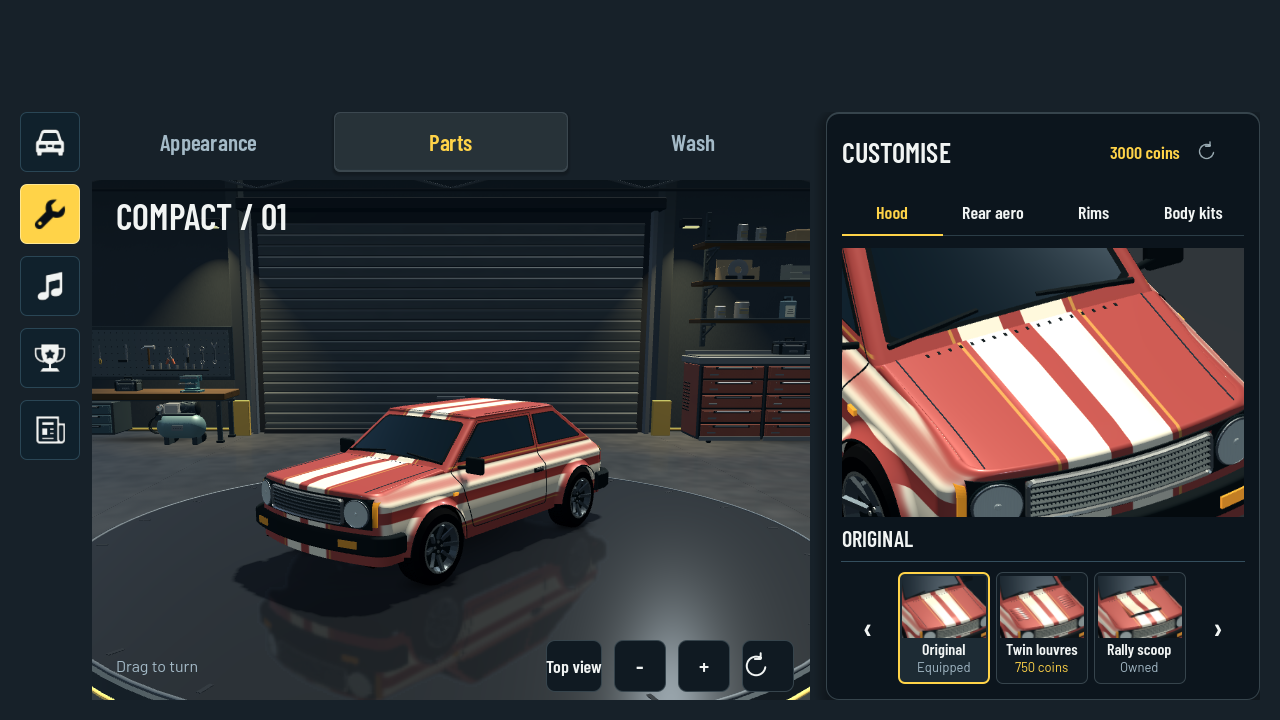 Appearance
Parts
Wash
COMPACT / 01
Drag to turn
Top view
-
+
CUSTOMISE
3000 coins
Hood
Rear aero
Rims
Body kits
ORIGINAL
‹
Original
Equipped
Twin louvres
750 coins
Rally scoop
Owned
›